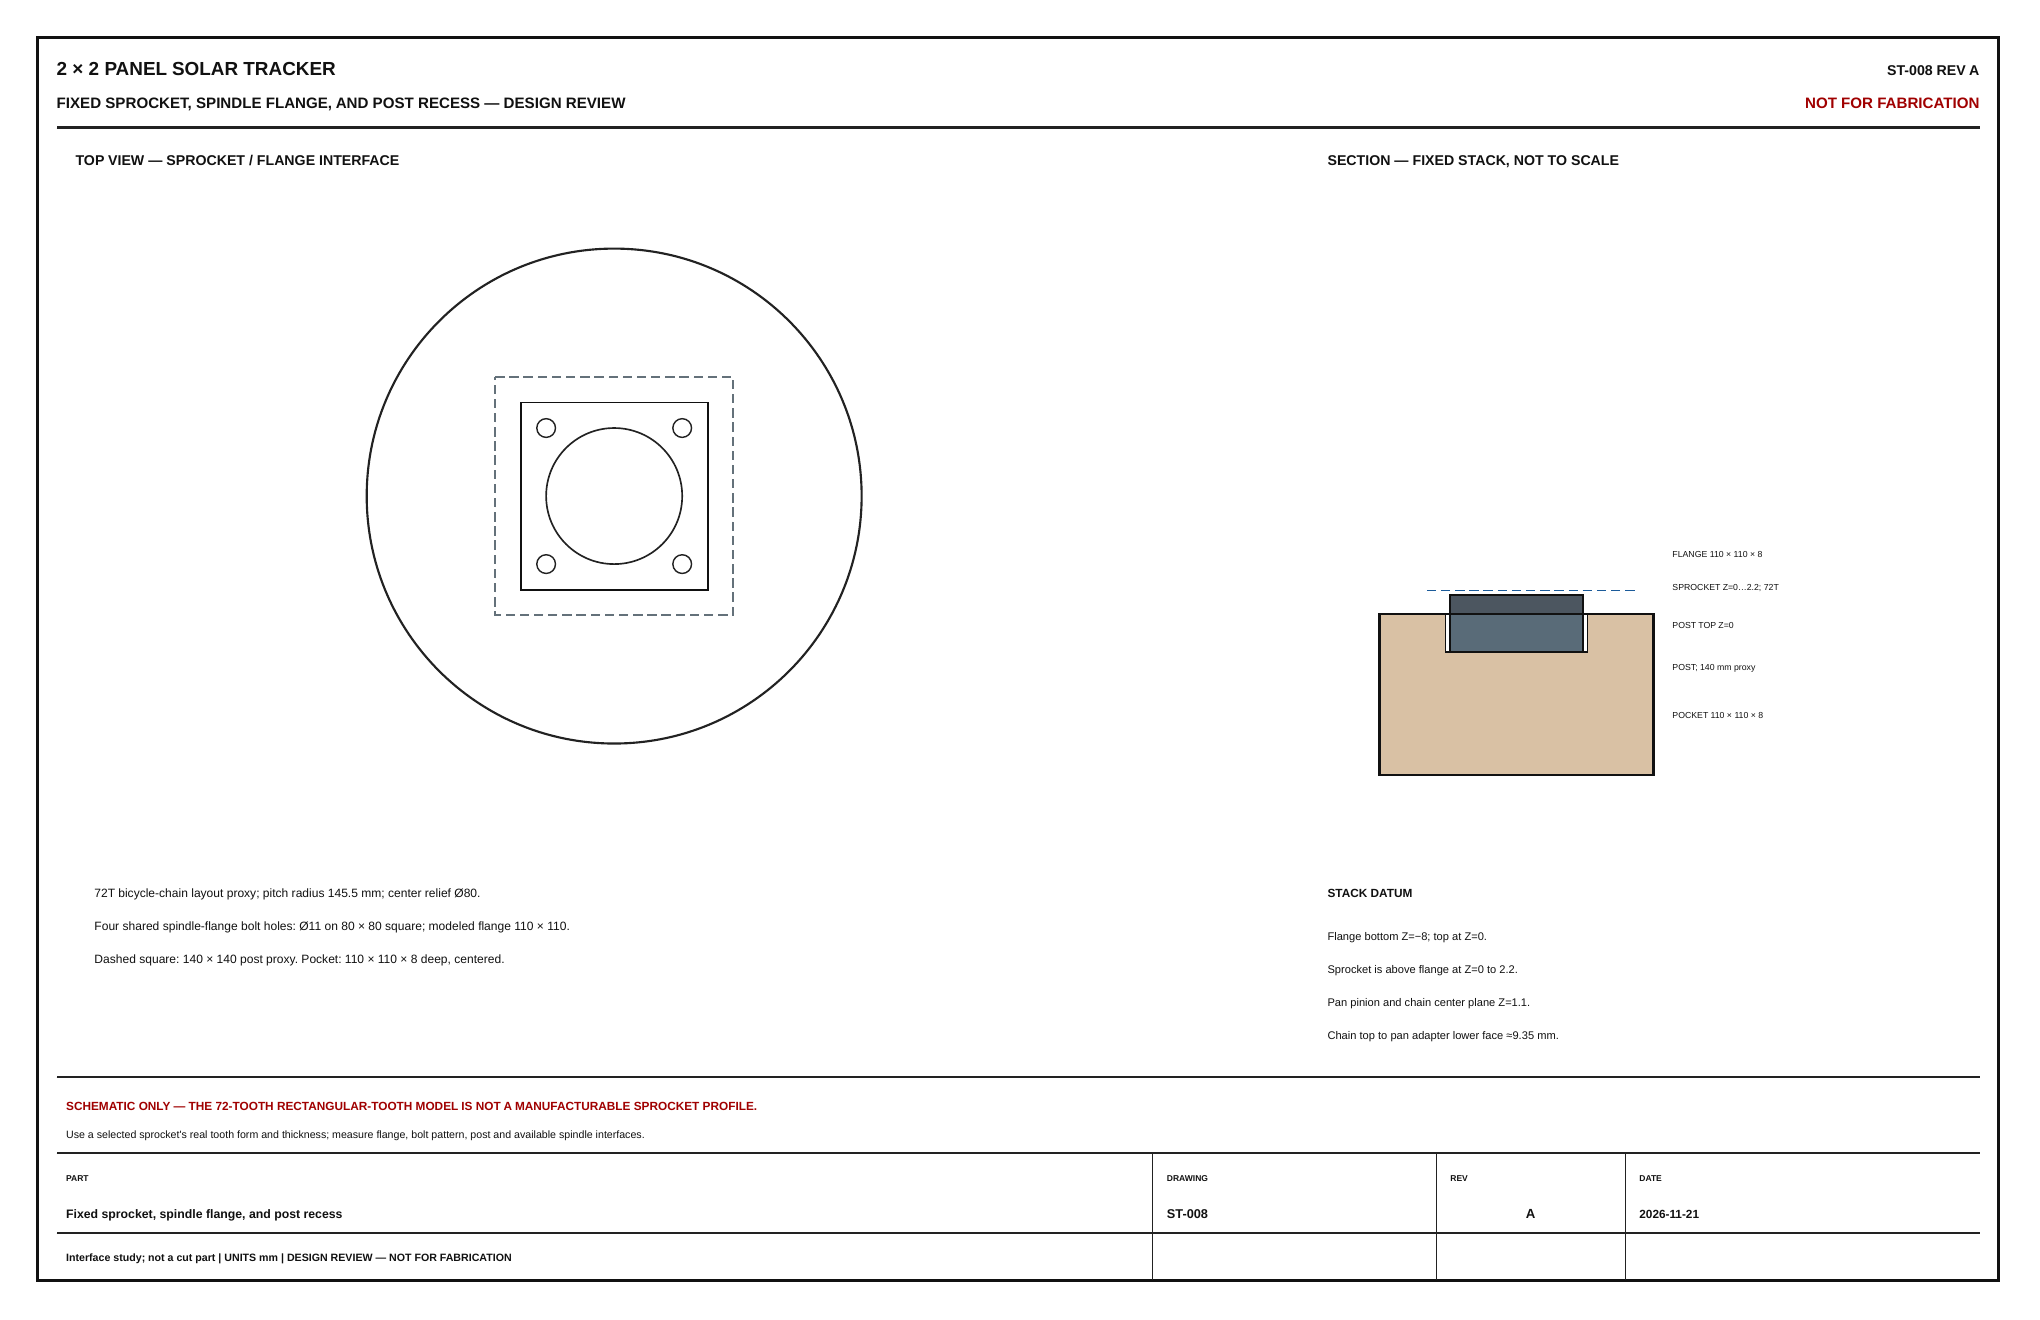 2 × 2 PANEL SOLAR TRACKER
ST-008 REV A
FIXED SPROCKET, SPINDLE FLANGE, AND POST RECESS — DESIGN REVIEW
NOT FOR FABRICATION
TOP VIEW — SPROCKET / FLANGE INTERFACE
SECTION — FIXED STACK, NOT TO SCALE
FLANGE 110 × 110 × 8
SPROCKET Z=0…2.2; 72T
POST TOP Z=0
POST; 140 mm proxy
POCKET 110 × 110 × 8
72T bicycle-chain layout proxy; pitch radius 145.5 mm; center relief Ø80.
Four shared spindle-flange bolt holes: Ø11 on 80 × 80 square; modeled flange 110 × 110.
Dashed square: 140 × 140 post proxy. Pocket: 110 × 110 × 8 deep, centered.
STACK DATUM
Flange bottom Z=−8; top at Z=0.
Sprocket is above flange at Z=0 to 2.2.
Pan pinion and chain center plane Z=1.1.
Chain top to pan adapter lower face ≈9.35 mm.
SCHEMATIC ONLY — THE 72-TOOTH RECTANGULAR-TOOTH MODEL IS NOT A MANUFACTURABLE SPROCKET PROFILE.
Use a selected sprocket's real tooth form and thickness; measure flange, bolt pattern, post and available spindle interfaces.
PART
DRAWING
REV
DATE
Fixed sprocket, spindle flange, and post recess
ST-008
A
2026-11-21
Interface study; not a cut part | UNITS mm | DESIGN REVIEW — NOT FOR FABRICATION